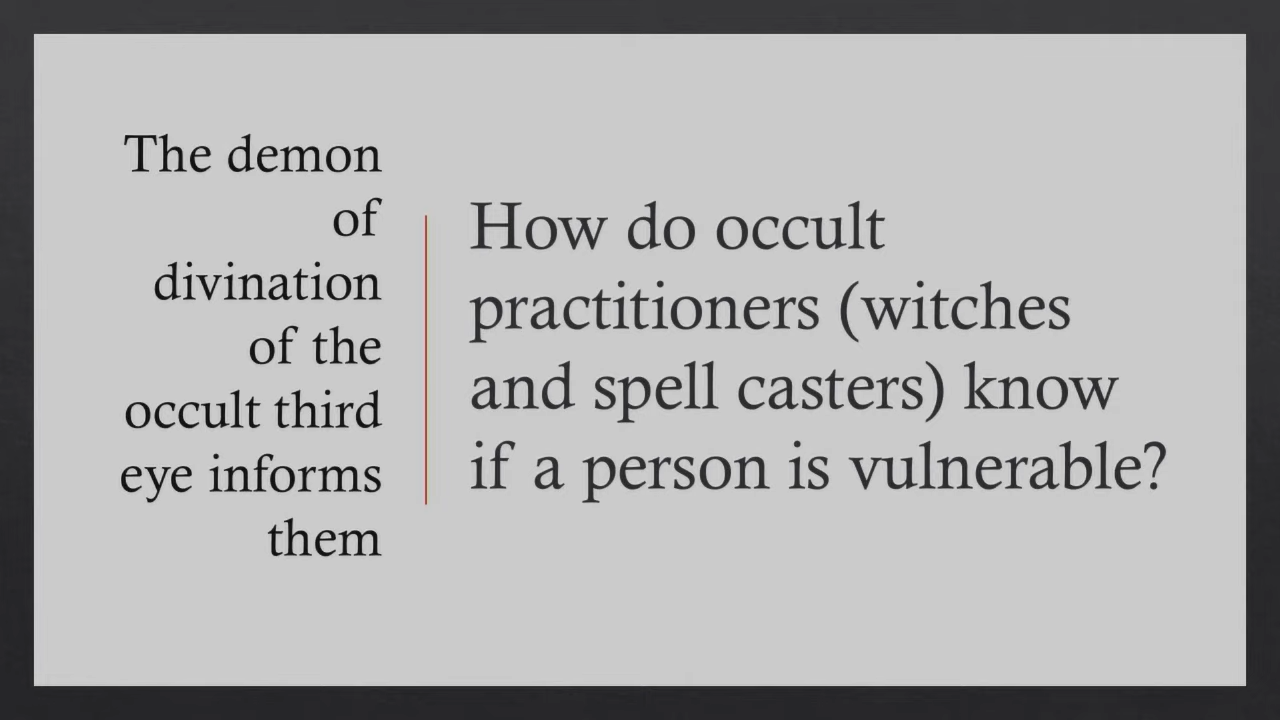 The demon
of
divination
of the
occult third
eye informs
them
How do occult
practitioners (witches
and spell casters) know
if a person is vulnerable?